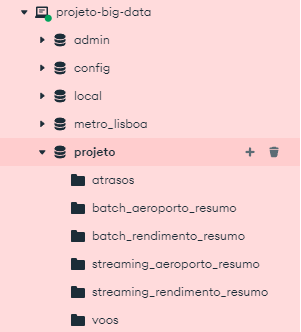 projeto-big-data
admin
config
local
metro_lisboa
projeto
atrasos
batch_aeroporto_resumo
batch_rendimento_resumo
streaming_aeroporto_resumo
streaming_rendimento_resumo
voos